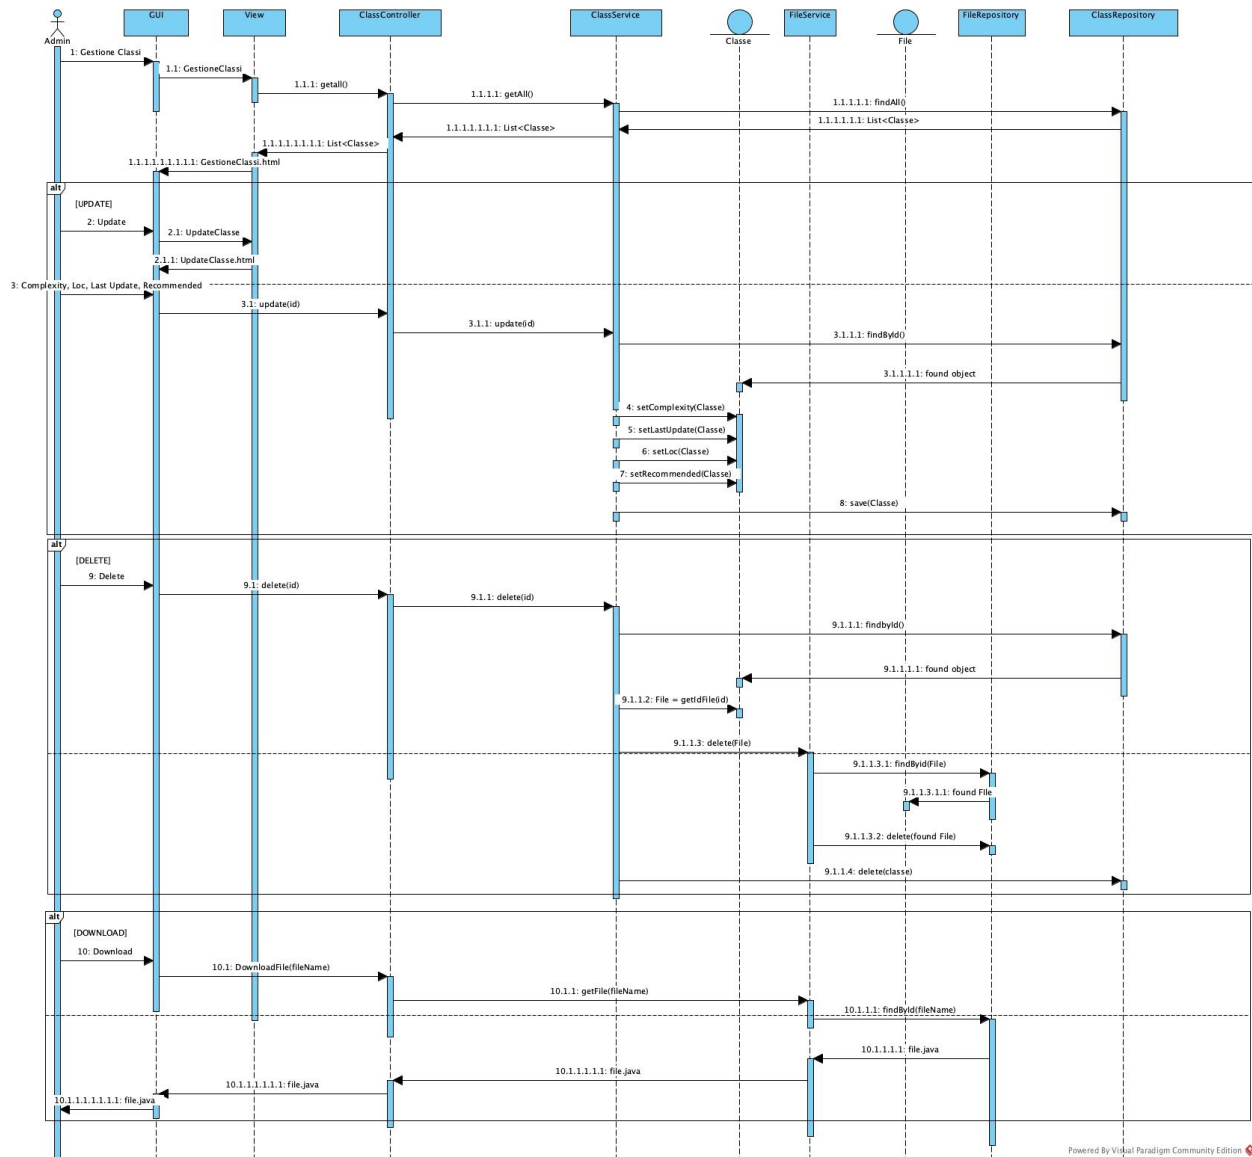 GUI View ClassController ClassService FileService FileRepository ClassRepository
Admin Classe File
1: Gestione Classi
1.1: GestioneClassi
1.1.1: getall()
1.1.1.1: getAll()
1.1.1.1.1: findAll()
1.1.1.1.1.1: List<Classe>
1.1.1.1.1.1.1: List<Classe>
1.1.1.1.1.1.1.1: List<Classe>
1.1.1.1.1.1.1.1.1: GestioneClassi.html
alt
[UPDATE]
2: Update
2.1: UpdateClasse
2.1.1: UpdateClasse.html
3: Complexity, Loc, Last Update, Recommended
3.1: update(id)
3.1.1: update(id)
3.1.1.1: findById()
3.1.1.1.1: found object
4: setComplexity(Classe)
5: setLastUpdate(Classe)
6: setLoc(Classe)
7: setRecommended(Classe)
8: save(Classe)
alt
[DELETE]
9: Delete
9.1: delete(id)
9.1.1: delete(id)
9.1.1.1: findbyId()
9.1.1.1.1: found object
9.1.1.2: File = getIdFile(id)
9.1.1.3: delete(File)
9.1.1.3.1: findByid(File)
9.1.1.3.1.1: found FIle
9.1.1.3.2: delete(found File)
9.1.1.4: delete(classe)
alt
[DOWNLOAD]
10: Download
10.1: DownloadFile(fileName)
10.1.1: getFile(fileName)
10.1.1.1: findById(fileName)
10.1.1.1.1: file.java
10.1.1.1.1.1: file.java
10.1.1.1.1.1.1: file.java
10.1.1.1.1.1.1.1: file.java
Powered By Visual Paradigm Community Edition